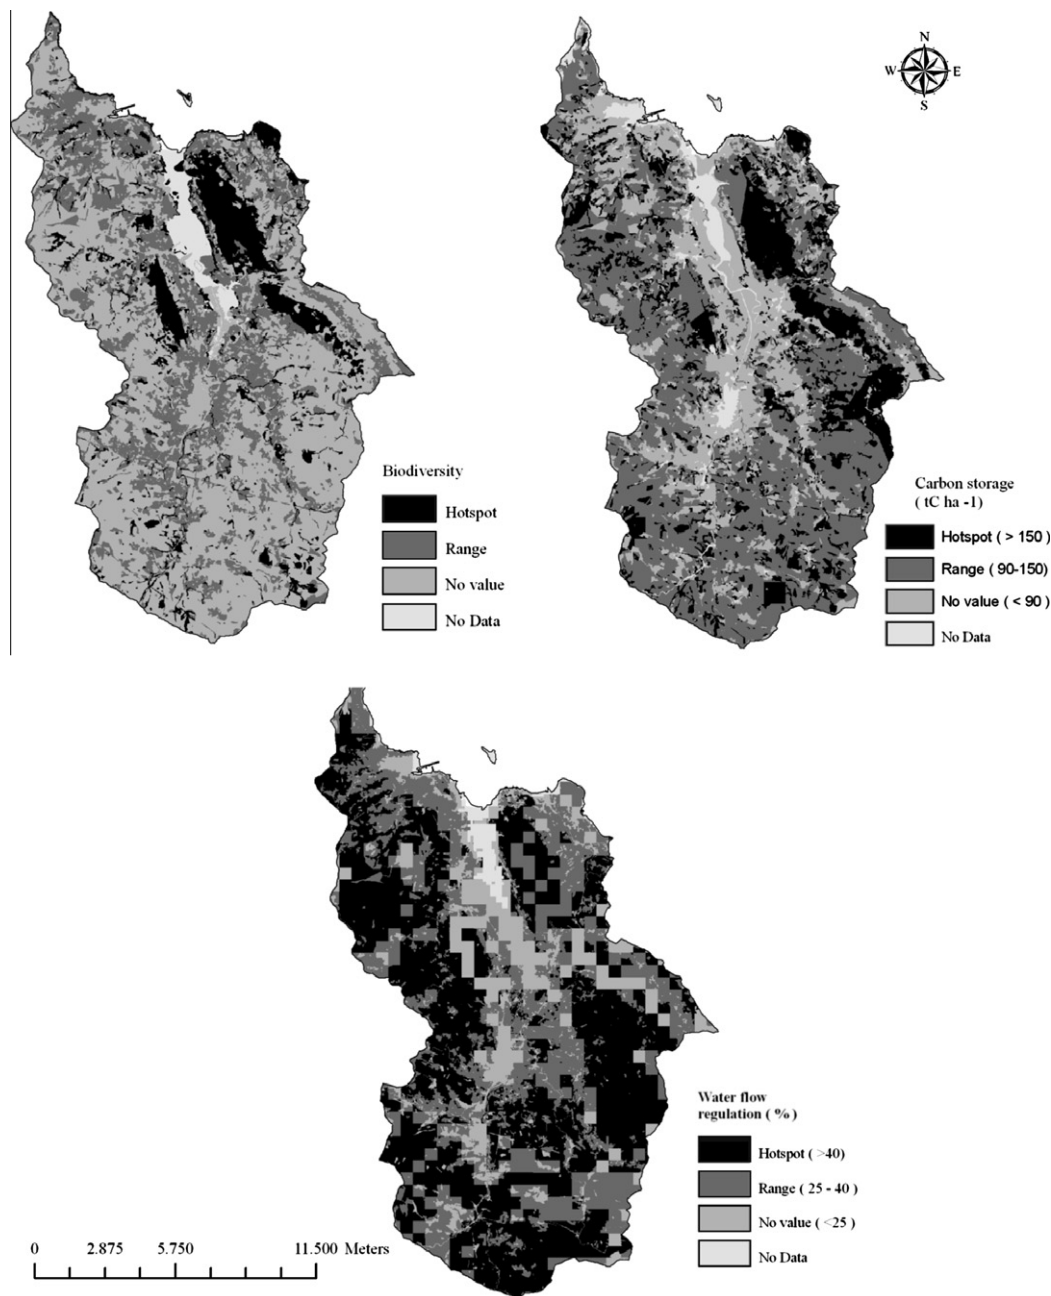 N
W
E
S
Biodiversity
Hotspot
Range
No value
No Data
Carbon storage
( tC ha -1)
Hotspot ( > 150)
Range ( 90-150)
No value ( < 90)
No Data
Water flow
regulation ( %)
Hotspot ( >40)
Range ( 25 - 40 )
No value ( <25 )
No Data
0 2.875 5.750 11.500 Meters